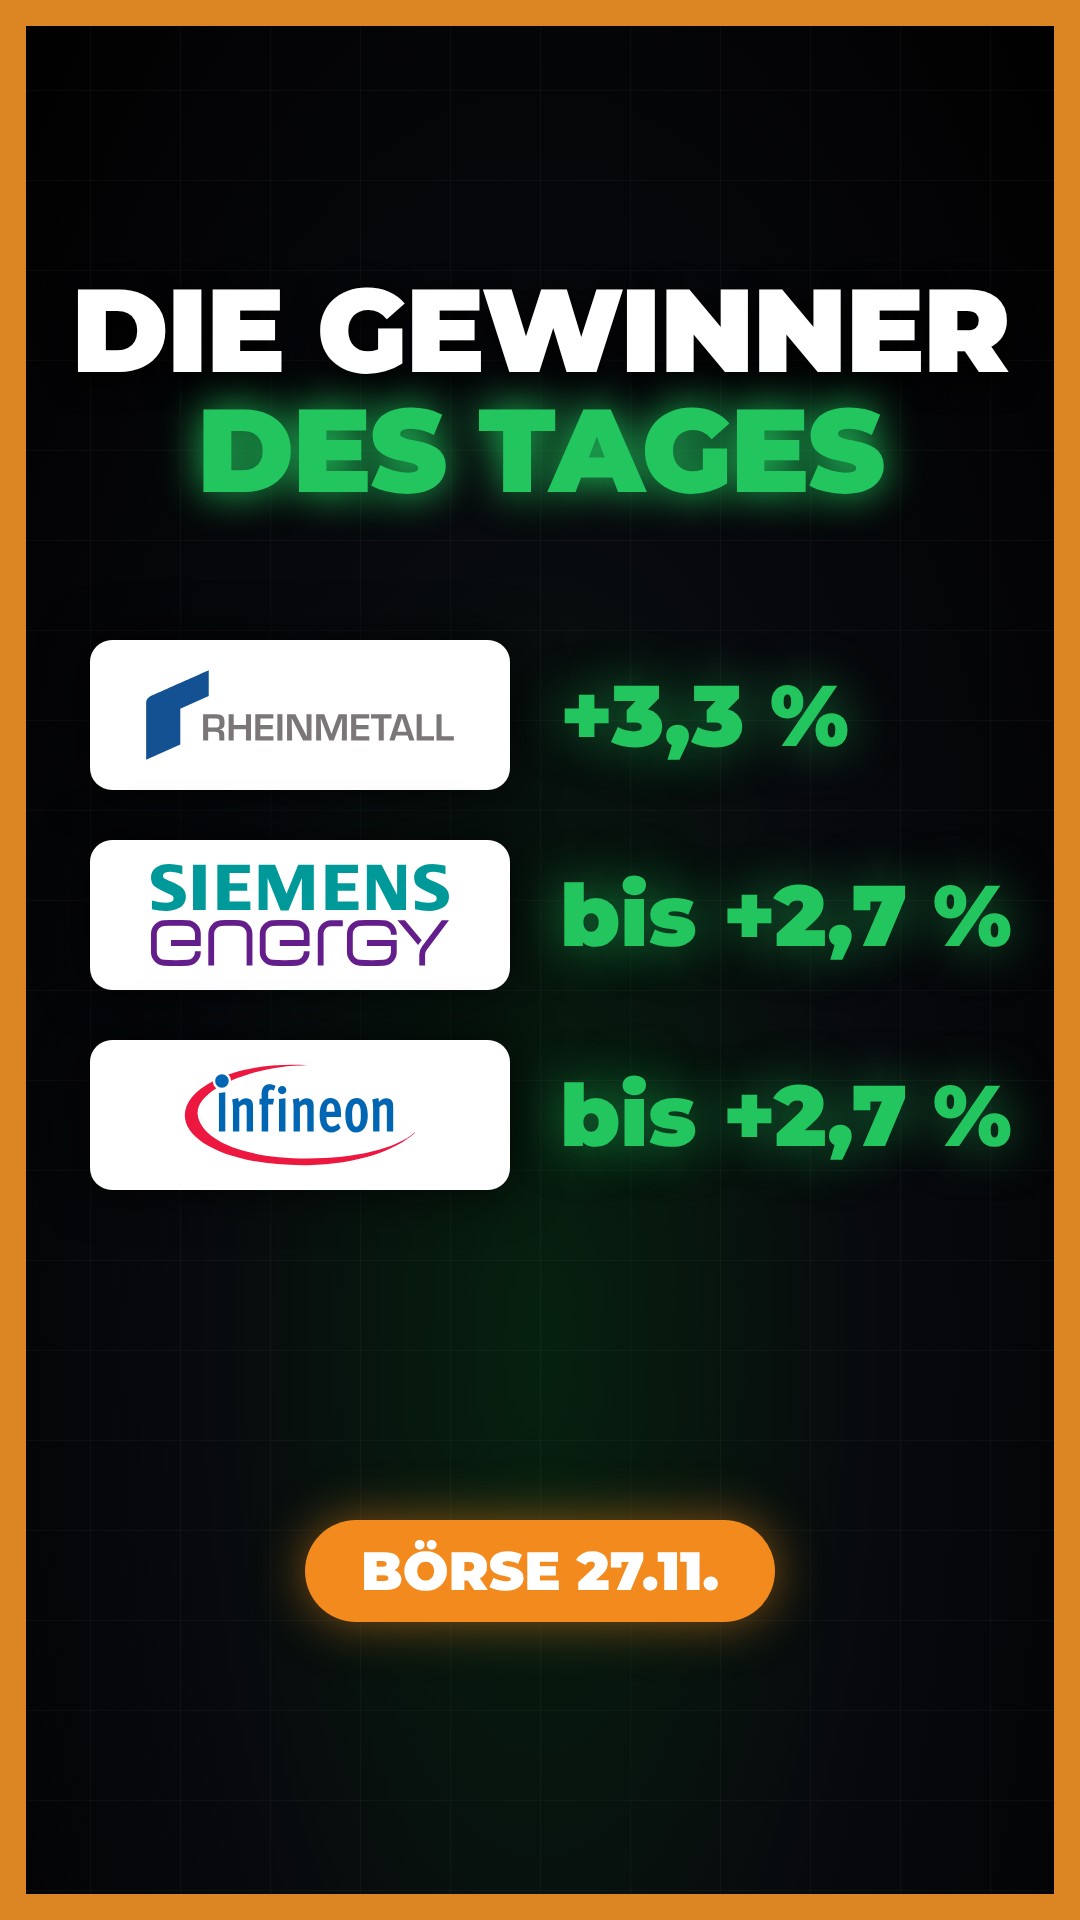 DIE GEWINNER
DES TAGES
RHEINMETALL
+3,3 %
SIEMENS
energy
bis +2,7 %
infineon
bis +2,7 %
BÖRSE 27.11.